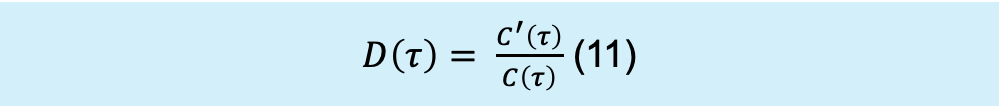 D(τ) = C′(τ)/C(τ) (11)